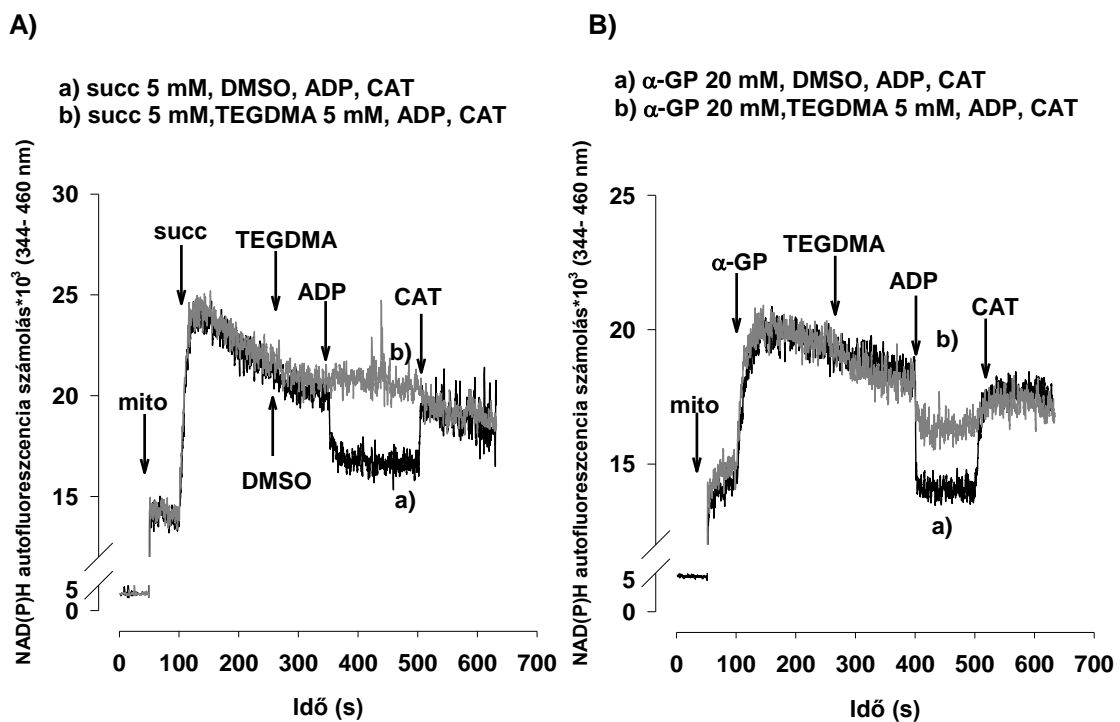 A)
a) succ 5 mM, DMSO, ADP, CAT
b) succ 5 mM,TEGDMA 5 mM, ADP, CAT
NAD(P)H autofluoreszcencia számolás*10³ (344- 460 nm)
30
25
20
15
5
0
succ
TEGDMA
ADP
CAT
mito
b)
DMSO
a)
0 100 200 300 400 500 600 700
Idő (s)
B)
a) α-GP 20 mM, DMSO, ADP, CAT
b) α-GP 20 mM,TEGDMA 5 mM, ADP, CAT
NAD(P)H autofluoreszcencia számolás*10³ (344- 460 nm)
25
20
15
5
0
TEGDMA
α-GP
ADP
CAT
b)
mito
a)
0 100 200 300 400 500 600 700
Idő (s)